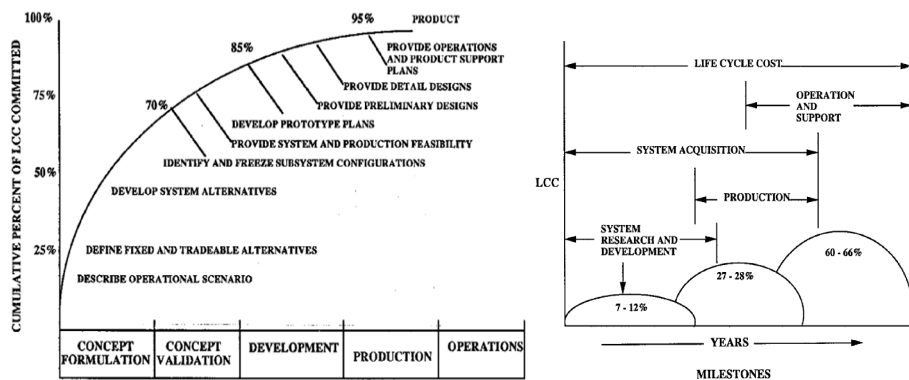 100%
95%
PRODUCT
85%
PROVIDE OPERATIONS
AND PRODUCT SUPPORT
PLANS
75%
70%
PROVIDE DETAIL DESIGNS
PROVIDE PRELIMINARY DESIGNS
DEVELOP PROTOTYPE PLANS
PROVIDE SYSTEM AND PRODUCTION FEASIBILITY
IDENTIFY AND FREEZE SUBSYSTEM CONFIGURATIONS
50%
DEVELOP SYSTEM ALTERNATIVES
25%
DEFINE FIXED AND TRADEABLE ALTERNATIVES
DESCRIBE OPERATIONAL SCENARIO
CUMULATIVE PERCENT OF LCC COMMITTED
CONCEPT
FORMULATION
CONCEPT
VALIDATION
DEVELOPMENT
PRODUCTION
OPERATIONS
LIFE CYCLE COST
OPERATION
AND
SUPPORT
SYSTEM ACQUISITION
LCC
PRODUCTION
SYSTEM
RESEARCH AND
DEVELOPMENT
60 - 66%
27 - 28%
7 - 12%
YEARS
MILESTONES